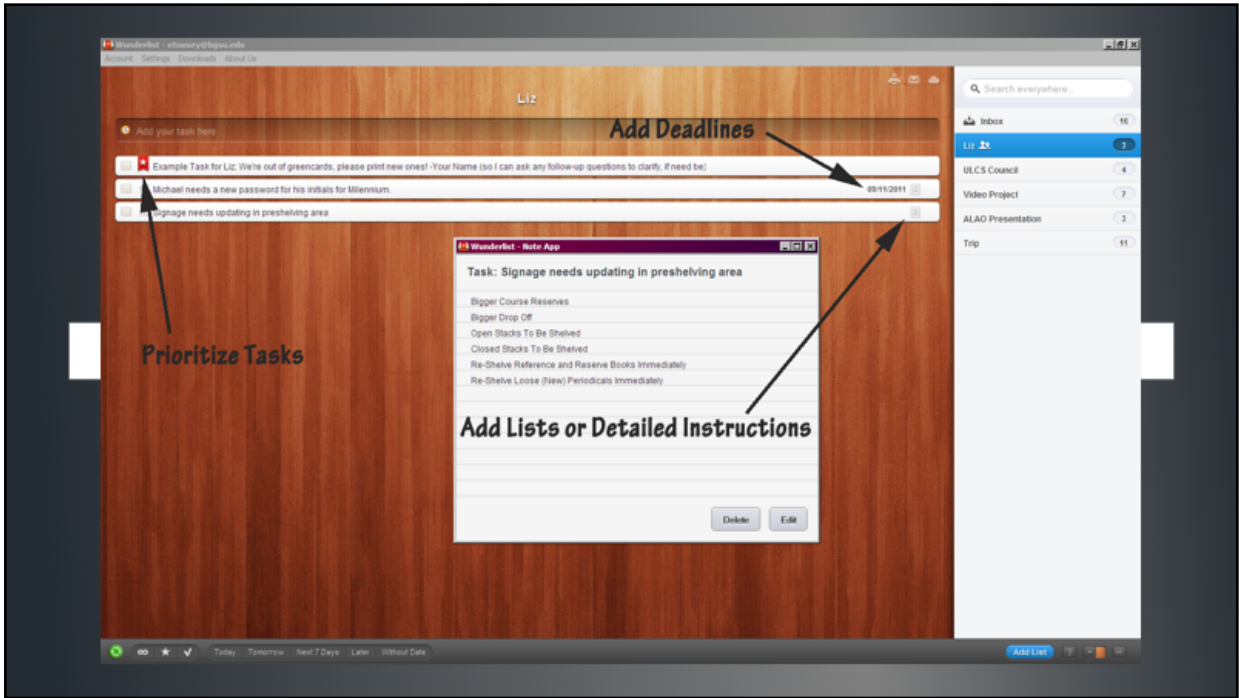 Wunderlist - etousey@bgsu.edu
Account Settings Downloads About Us
Liz
Search everywhere...
Add your task here
Add Deadlines
Inbox 16
Example Task for Liz: We're out of greencards, please print new ones! -Your Name (so I can ask any follow-up questions to clarify, if need be)
Liz 3
Michael needs a new password for his initials for Millennium. 09/11/2011
ULCS Council 4
Signage needs updating in preshelving area
Video Project 7
ALAO Presentation 3
Trip 11
Wunderlist - Note App
Task: Signage needs updating in preshelving area
Bigger Course Reserves
Bigger Drop Off
Open Stacks To Be Shelved
Closed Stacks To Be Shelved
Re-Shelve Reference and Reserve Books Immediately
Re-Shelve Loose (New) Periodicals Immediately
Prioritize Tasks
Add Lists or Detailed Instructions
Delete Edit
Today Tomorrow Next 7 Days Later Without Date
Add List ?